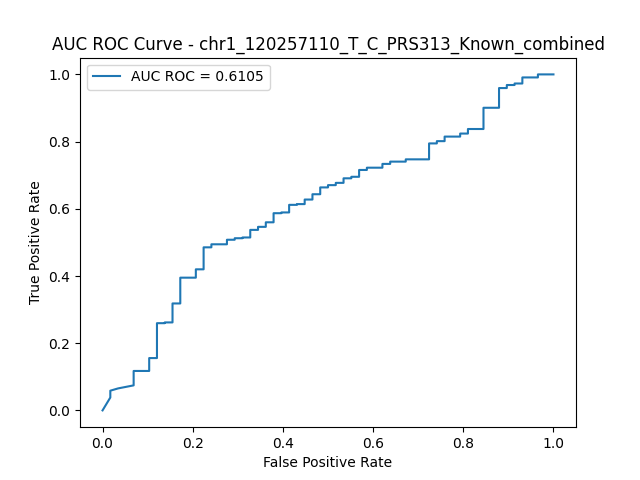 AUC ROC Curve - chr1_120257110_T_C_PRS313_Known_combined
AUC ROC = 0.6105
1.0
0.8
0.6
0.4
0.2
0.0
True Positive Rate
0.0 0.2 0.4 0.6 0.8 1.0
False Positive Rate